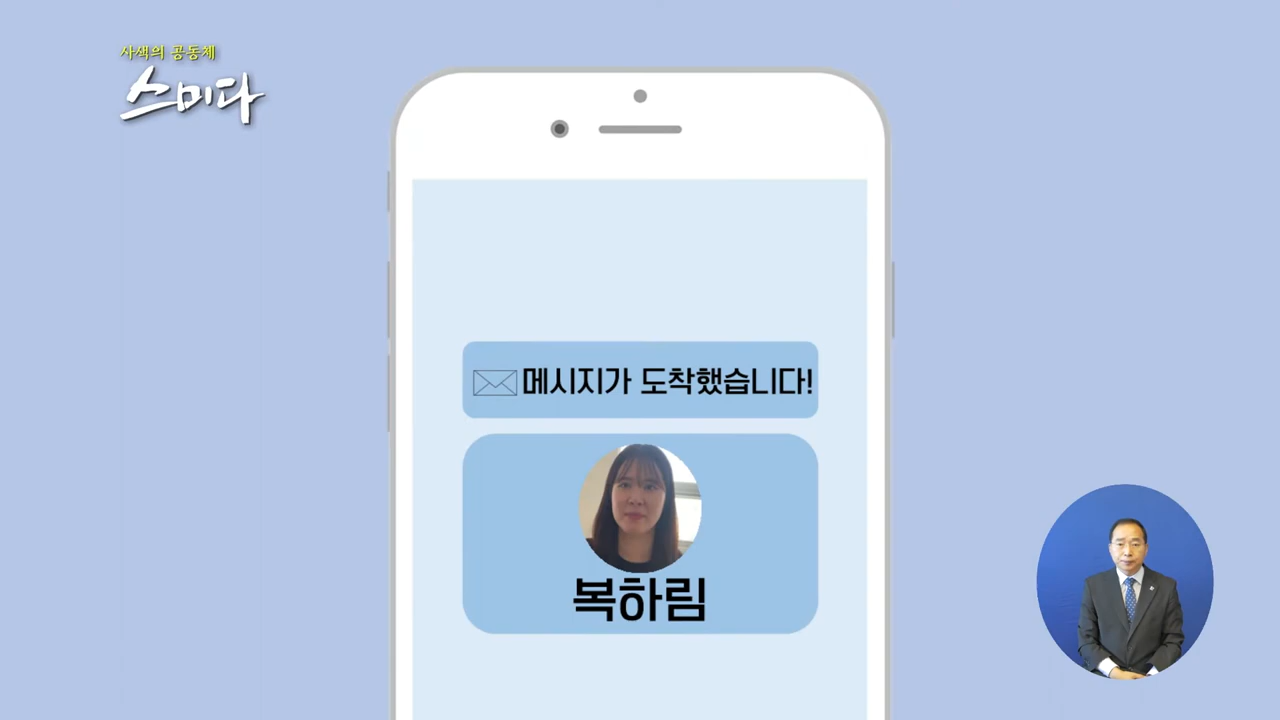 사색의 공동체
스미다
메시지가 도착했습니다!
복하림